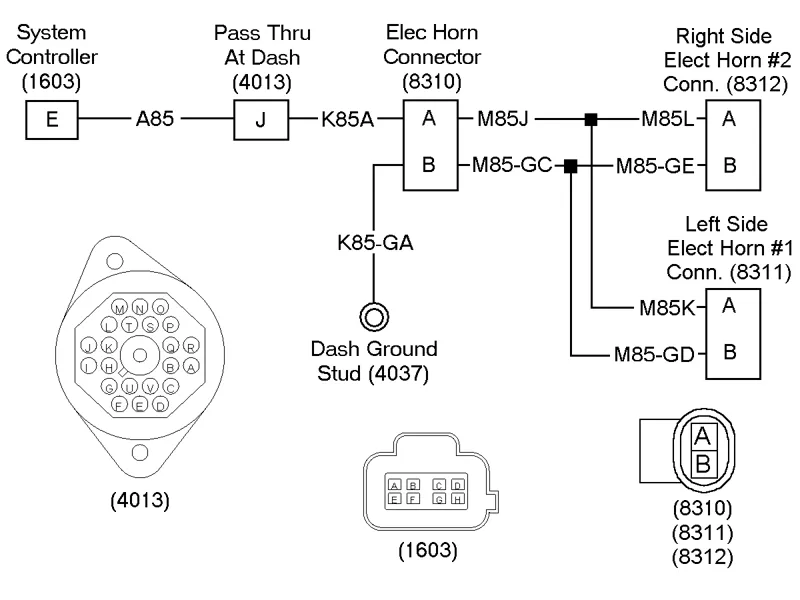 System
Controller
(1603)
Pass Thru
At Dash
(4013)
Elec Horn
Connector
(8310)
Right Side
Elect Horn #2
Conn. (8312)
E
A85
J
K85A
A
M85J
M85L
A
B
M85-GC
M85-GE
B
K85-GA
Left Side
Elect Horn #1
Conn. (8311)
M85K
A
M85-GD
B
Dash Ground
Stud (4037)
M N O
L T S P
J K Q R
I H B A
G U V C
F E D
(4013)
A B C D
E F G H
(1603)
A
B
(8310)
(8311)
(8312)